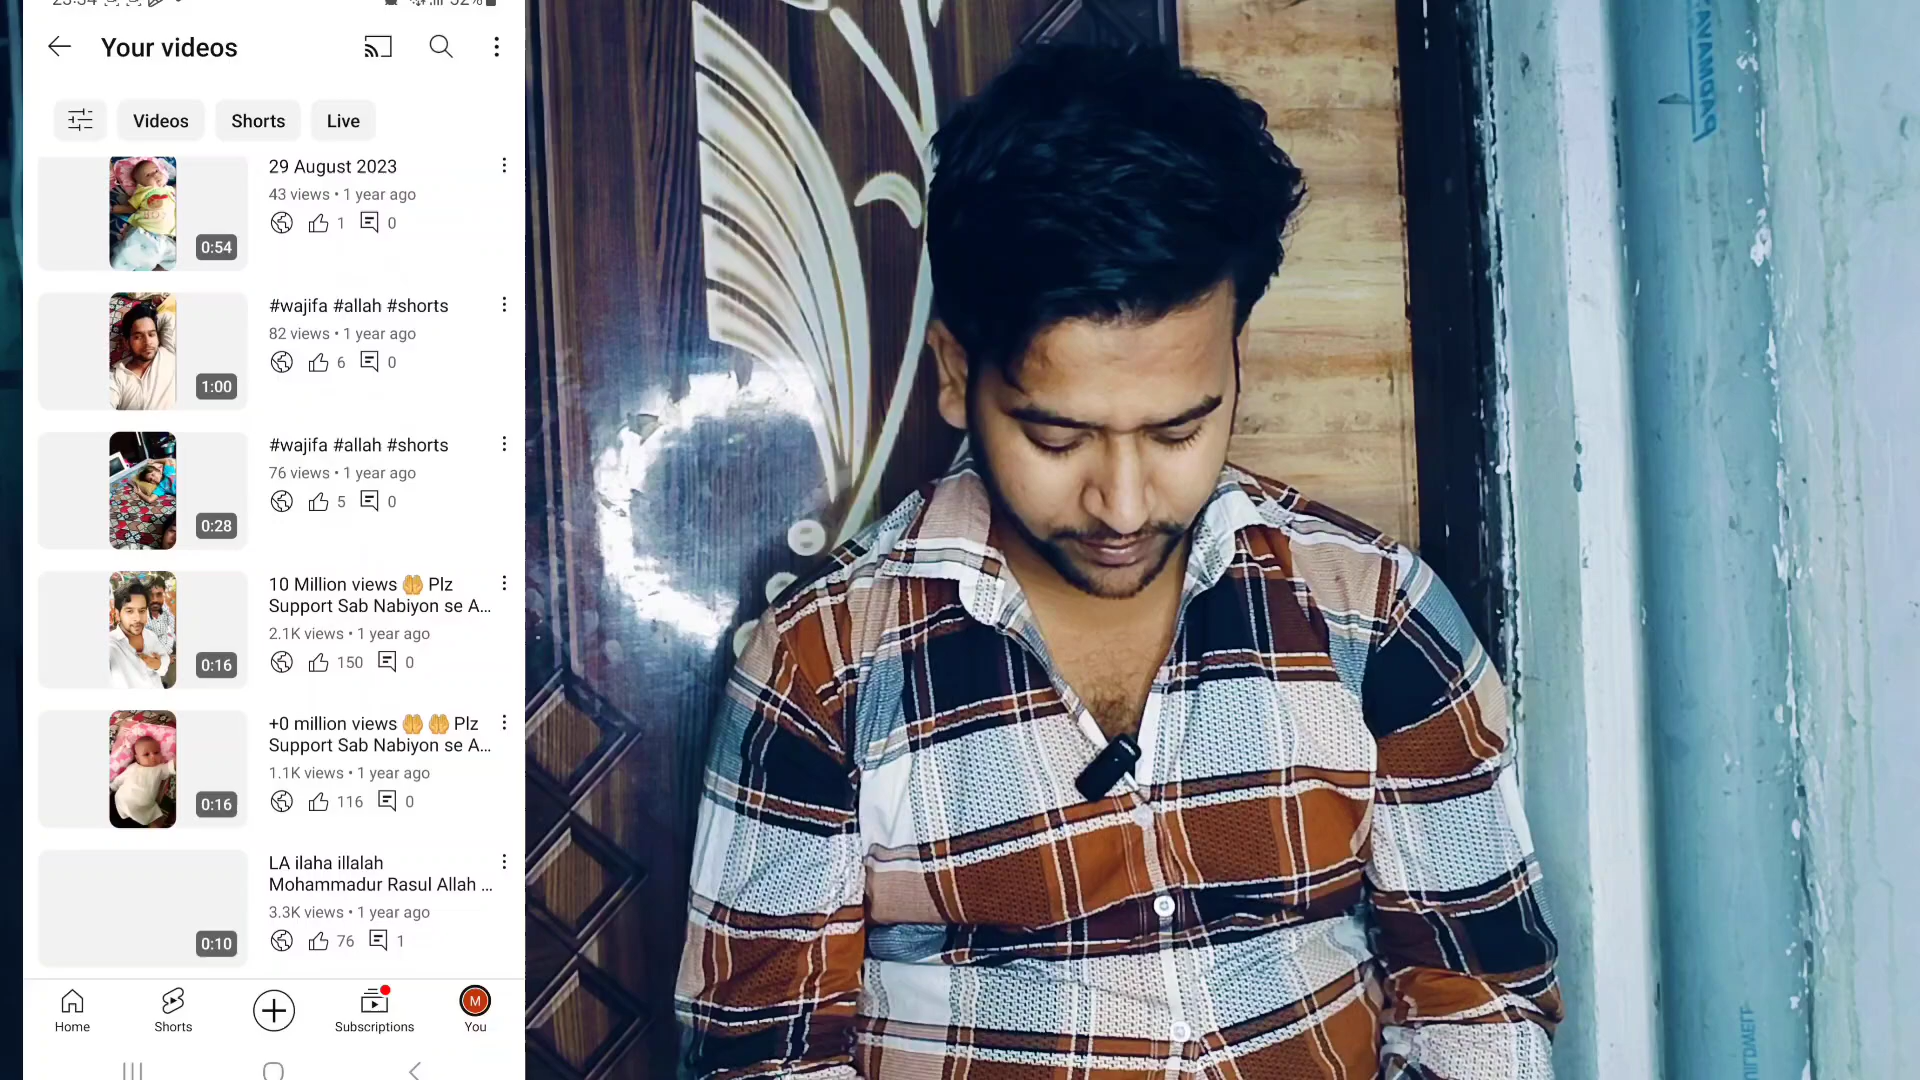 Your videos
Videos
Shorts
Live
29 August 2023
43 views • 1 year ago
1
0
0:54
#wajifa #allah #shorts
82 views • 1 year ago
6
0
1:00
#wajifa #allah #shorts
76 views • 1 year ago
5
0
0:28
10 Million views 🤲 Plz
Support Sab Nabiyon se A...
2.1K views • 1 year ago
150
0
0:16
+0 million views 🤲 🤲 Plz
Support Sab Nabiyon se A...
1.1K views • 1 year ago
116
0
0:16
LA ilaha illalah
Mohammadur Rasul Allah ...
3.3K views • 1 year ago
76
1
0:10
Home
Shorts
Subscriptions
M
You